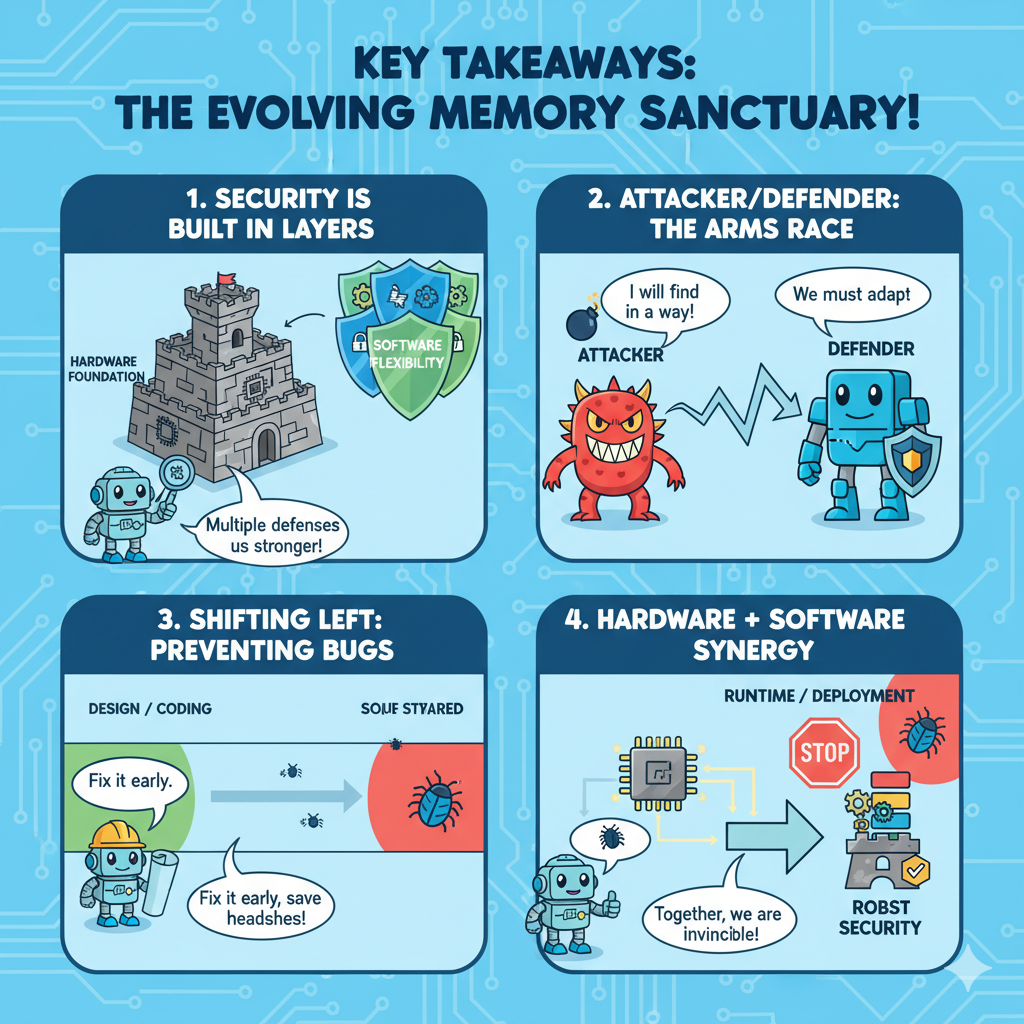 KEY TAKEAWAYS:
THE EVOLVING MEMORY SANCTUARY!
1. SECURITY IS
BUILT IN LAYERS
HARDWARE
FOUNDATION
SOFTWARE
FLEXIBILITY
Multiple defenses
us stronger!
2. ATTACKER/DEFENDER:
THE ARMS RACE
I will find
in a way!
We must adapt
ATTACKER
DEFENDER
3. SHIFTING LEFT:
PREVENTING BUGS
DESIGN / CODING
Fix it early.
Fix it early, save
headshes!
4. HARDWARE + SOFTWARE
SYNERGY
RUNTIME / DEPLOYMENT
STOP
Together, we are
invincible!
ROBST
SECURITY